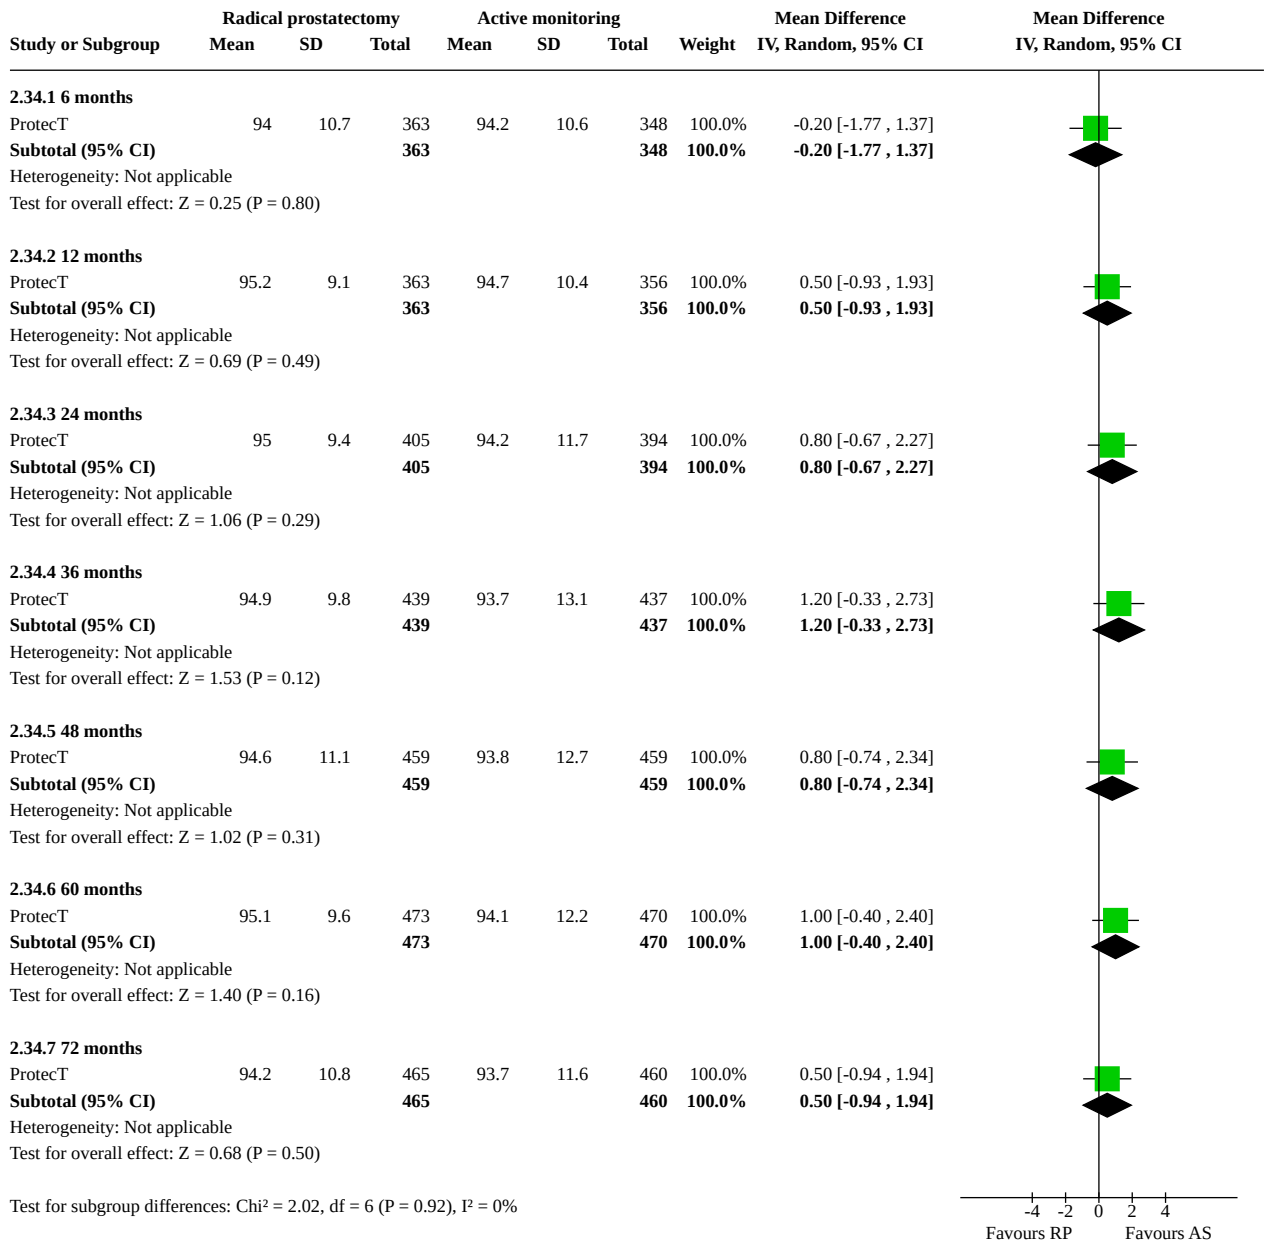 Radical prostatectomy Active monitoring Mean Difference Mean Difference
Study or Subgroup Mean SD Total Mean SD Total Weight IV, Random, 95% CI IV, Random, 95% CI
2.34.1 6 months
ProtecT 94 10.7 363 94.2 10.6 348 100.0% -0.20 [-1.77 , 1.37]
Subtotal (95% CI) 363 348 100.0% -0.20 [-1.77 , 1.37]
Heterogeneity: Not applicable
Test for overall effect: Z = 0.25 (P = 0.80)
2.34.2 12 months
ProtecT 95.2 9.1 363 94.7 10.4 356 100.0% 0.50 [-0.93 , 1.93]
Subtotal (95% CI) 363 356 100.0% 0.50 [-0.93 , 1.93]
Heterogeneity: Not applicable
Test for overall effect: Z = 0.69 (P = 0.49)
2.34.3 24 months
ProtecT 95 9.4 405 94.2 11.7 394 100.0% 0.80 [-0.67 , 2.27]
Subtotal (95% CI) 405 394 100.0% 0.80 [-0.67 , 2.27]
Heterogeneity: Not applicable
Test for overall effect: Z = 1.06 (P = 0.29)
2.34.4 36 months
ProtecT 94.9 9.8 439 93.7 13.1 437 100.0% 1.20 [-0.33 , 2.73]
Subtotal (95% CI) 439 437 100.0% 1.20 [-0.33 , 2.73]
Heterogeneity: Not applicable
Test for overall effect: Z = 1.53 (P = 0.12)
2.34.5 48 months
ProtecT 94.6 11.1 459 93.8 12.7 459 100.0% 0.80 [-0.74 , 2.34]
Subtotal (95% CI) 459 459 100.0% 0.80 [-0.74 , 2.34]
Heterogeneity: Not applicable
Test for overall effect: Z = 1.02 (P = 0.31)
2.34.6 60 months
ProtecT 95.1 9.6 473 94.1 12.2 470 100.0% 1.00 [-0.40 , 2.40]
Subtotal (95% CI) 473 470 100.0% 1.00 [-0.40 , 2.40]
Heterogeneity: Not applicable
Test for overall effect: Z = 1.40 (P = 0.16)
2.34.7 72 months
ProtecT 94.2 10.8 465 93.7 11.6 460 100.0% 0.50 [-0.94 , 1.94]
Subtotal (95% CI) 465 460 100.0% 0.50 [-0.94 , 1.94]
Heterogeneity: Not applicable
Test for overall effect: Z = 0.68 (P = 0.50)
Test for subgroup differences: Chi² = 2.02, df = 6 (P = 0.92), I² = 0%
-4 -2 0 2 4
Favours RP Favours AS